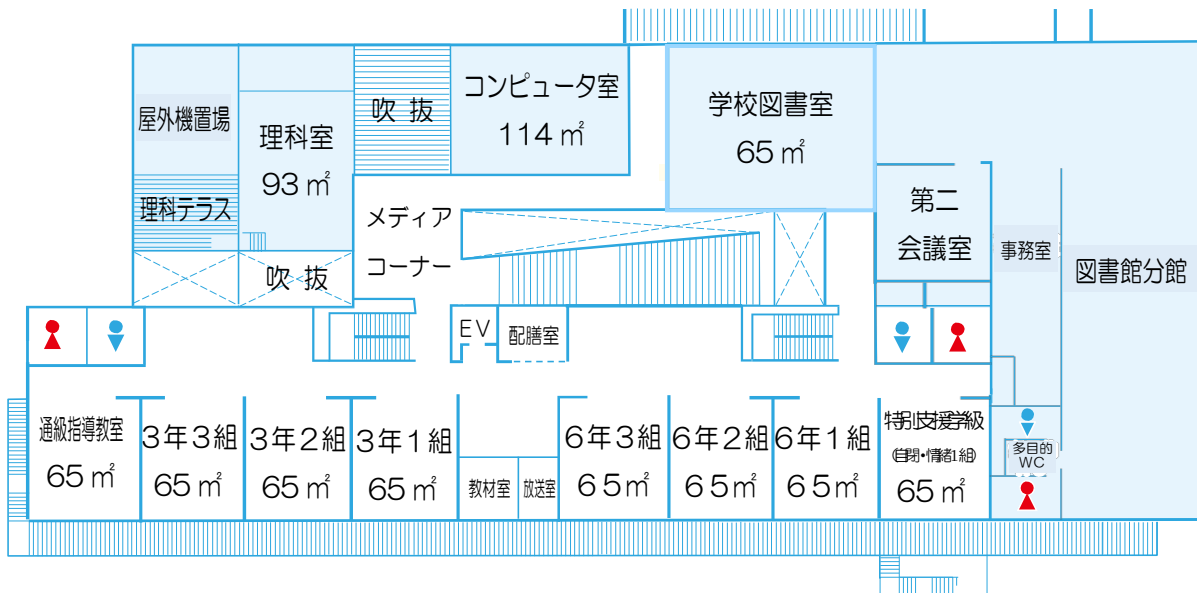 屋外機置場
理科室
93㎡
吹抜
コンピュータ室
114㎡
学校図書室
65㎡
理科テラス
吹抜
メディア
コーナー
第二
会議室
事務室
図書館分館
EV
配膳室
通級指導教室
65㎡
3年3組
65㎡
3年2組
65㎡
3年1組
65㎡
教材室
放送室
6年3組
65㎡
6年2組
65㎡
6年1組
65㎡
特別支援学級
(自閉・情緒1組)
65㎡
多目的
WC